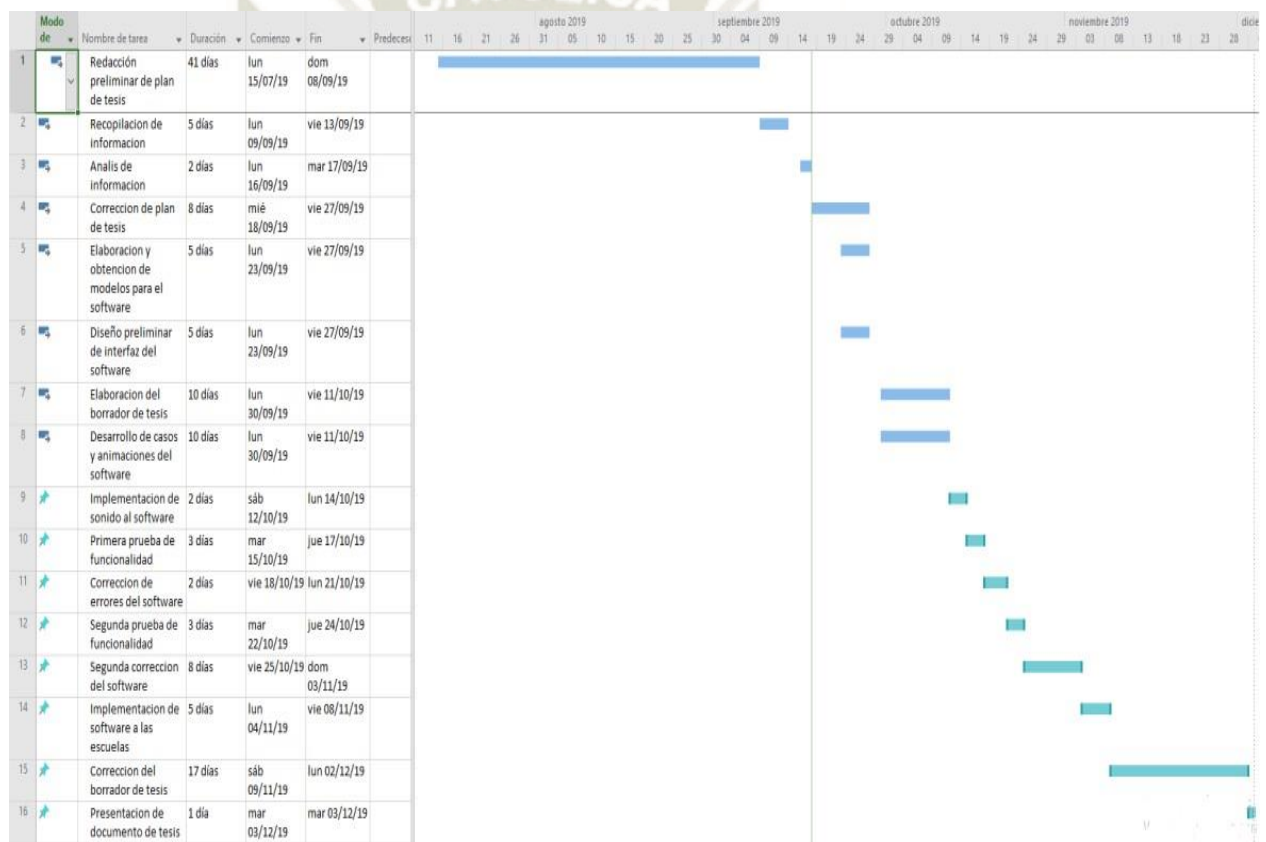 CATOLICA
agosto 2019 septiembre 2019 octubre 2019 noviembre 2019 dicie
Modo
de Nombre de tarea Duración Comienzo Fin Predeceso 11 16 21 26 31 05 10 15 20 25 30 04 09 14 19 24 29 04 09 14 19 24 29 03 08 13 18 23 28
1 Redacción 41 días lun dom
preliminar de plan 15/07/19 08/09/19
de tesis
2 Recopilacion de 5 días lun vie 13/09/19
informacion 09/09/19
3 Analis de 2 días lun mar 17/09/19
informacion 16/09/19
4 Correccion de plan 8 días mié vie 27/09/19
de tesis 18/09/19
5 Elaboracion y 5 días lun vie 27/09/19
obtencion de 23/09/19
modelos para el
software
6 Diseño preliminar 5 días lun vie 27/09/19
de interfaz del 23/09/19
software
7 Elaboracion del 10 días lun vie 11/10/19
borrador de tesis 30/09/19
8 Desarrollo de casos 10 días lun vie 11/10/19
y animaciones del 30/09/19
software
9 Implementacion de 2 días sáb lun 14/10/19
sonido al software 12/10/19
10 Primera prueba de 3 días mar jue 17/10/19
funcionalidad 15/10/19
11 Correccion de 2 días vie 18/10/19 lun 21/10/19
errores del software
12 Segunda prueba de 3 días mar jue 24/10/19
funcionalidad 22/10/19
13 Segunda correccion 8 días vie 25/10/19 dom
del software 03/11/19
14 Implementacion de 5 días lun vie 08/11/19
software a las 04/11/19
escuelas
15 Correccion del 17 días sáb lun 02/12/19
borrador de tesis 09/11/19
16 Presentacion de 1 día mar mar 03/12/19
documento de tesis 03/12/19